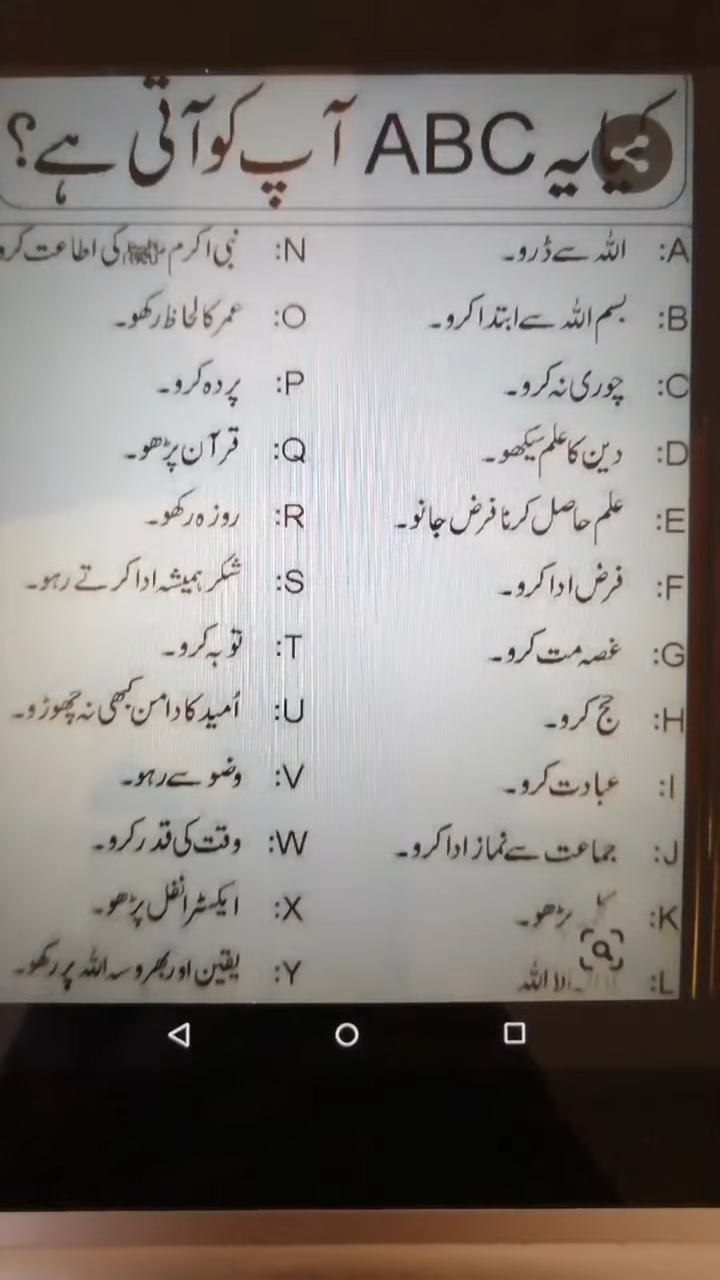 کیا یہ ABC آپ کو آتی ہے؟
A: اللہ سے ڈرو۔
B: بسم اللہ سے ابتدا کرو۔
C: چوری نہ کرو۔
D: دین کا علم سیکھو۔
E: علم حاصل کرنا فرض جانو۔
F: فرض ادا کرو۔
G: غصہ مت کرو۔
H: حج کرو۔
I: عبادت کرو۔
J: جماعت سے نماز ادا کرو۔
K: پڑھو۔
L: الا اللہ
N: نبی اکرم ﷺ کی اطاعت کرو
O: عمر کا لحاظ رکھو۔
P: پردہ کرو۔
Q: قرآن پڑھو۔
R: روزہ رکھو۔
S: شکر ہمیشہ ادا کرتے رہو۔
T: توبہ کرو۔
U: اُمید کا دامن کبھی نہ چھوڑو۔
V: وضو سے رہو۔
W: وقت کی قدر کرو۔
X: ایکسٹرا نفل پڑھو۔
Y: یقین اور بھروسہ اللہ پر رکھو۔